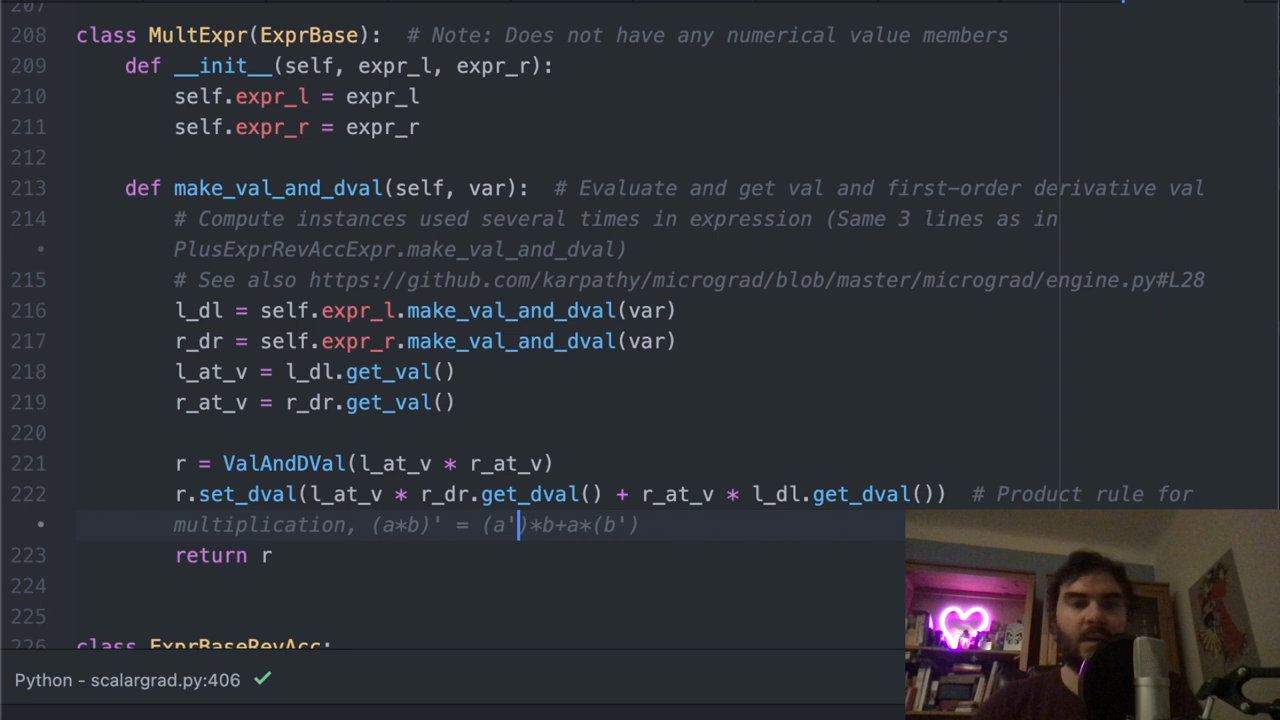 207
208 class MultExpr(ExprBase):  # Note: Does not have any numerical value members
209     def __init__(self, expr_l, expr_r):
210         self.expr_l = expr_l
211         self.expr_r = expr_r
212
213     def make_val_and_dval(self, var):  # Evaluate and get val and first-order derivative val
214         # Compute instances used several times in expression (Same 3 lines as in
•         PlusExprRevAccExpr.make_val_and_dval)
215         # See also https://github.com/karpathy/micrograd/blob/master/micrograd/engine.py#L28
216         l_dl = self.expr_l.make_val_and_dval(var)
217         r_dr = self.expr_r.make_val_and_dval(var)
218         l_at_v = l_dl.get_val()
219         r_at_v = r_dr.get_val()
220
221         r = ValAndDVal(l_at_v * r_at_v)
222         r.set_dval(l_at_v * r_dr.get_dval() + r_at_v * l_dl.get_dval())  # Product rule for
•         multiplication, (a*b)' = (a')*b+a*(b')
223         return r
224
225
226 class ExprBaseRevAcc:
Python - scalargrad.py:406 ✓